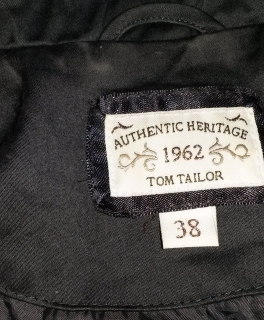 AUTHENTIC HERITAGE
1962
TOM TAILOR
38